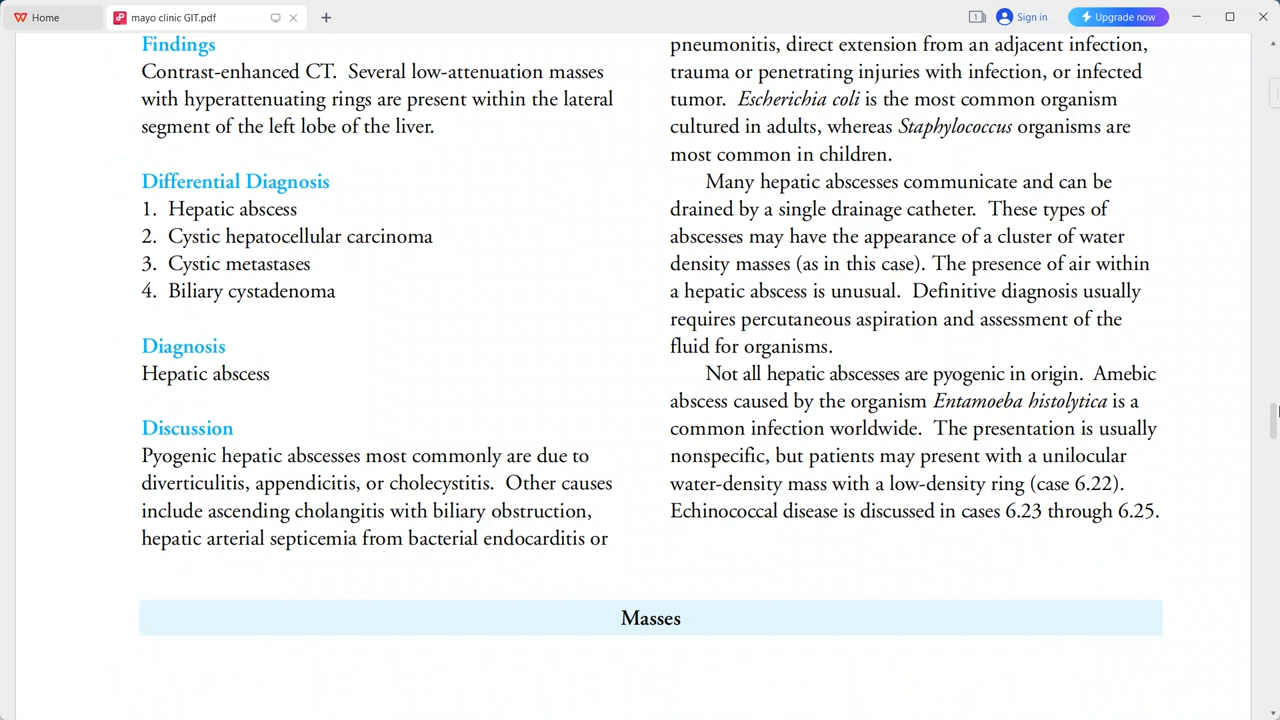 Home
mayo clinic GIT.pdf
1
Sign in
Upgrade now
Findings
Contrast-enhanced CT. Several low-attenuation masses
with hyperattenuating rings are present within the lateral
segment of the left lobe of the liver.
Differential Diagnosis
1. Hepatic abscess
2. Cystic hepatocellular carcinoma
3. Cystic metastases
4. Biliary cystadenoma
Diagnosis
Hepatic abscess
Discussion
Pyogenic hepatic abscesses most commonly are due to
diverticulitis, appendicitis, or cholecystitis. Other causes
include ascending cholangitis with biliary obstruction,
hepatic arterial septicemia from bacterial endocarditis or
pneumonitis, direct extension from an adjacent infection,
trauma or penetrating injuries with infection, or infected
tumor. Escherichia coli is the most common organism
cultured in adults, whereas Staphylococcus organisms are
most common in children.
Many hepatic abscesses communicate and can be
drained by a single drainage catheter. These types of
abscesses may have the appearance of a cluster of water
density masses (as in this case). The presence of air within
a hepatic abscess is unusual. Definitive diagnosis usually
requires percutaneous aspiration and assessment of the
fluid for organisms.
Not all hepatic abscesses are pyogenic in origin. Amebic
abscess caused by the organism Entamoeba histolytica is a
common infection worldwide. The presentation is usually
nonspecific, but patients may present with a unilocular
water-density mass with a low-density ring (case 6.22).
Echinococcal disease is discussed in cases 6.23 through 6.25.
Masses